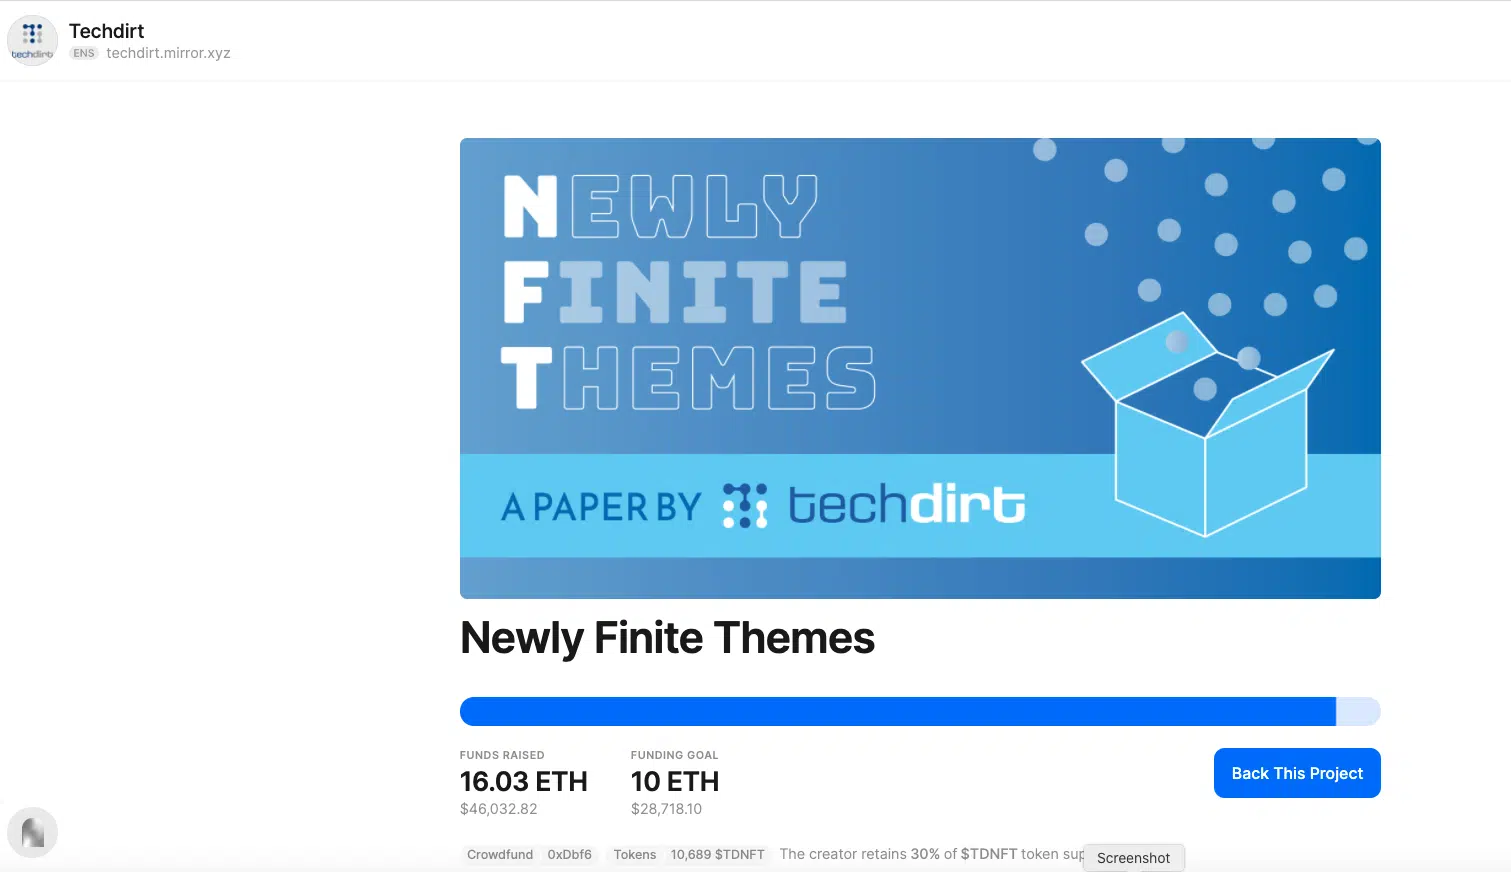 Techdirt
ENS techdirt.mirror.xyz
techdirt
NEWLY
FINITE
THEMES
A PAPER BY techdirt
Newly Finite Themes
FUNDS RAISED
16.03 ETH
$46,032.82
FUNDING GOAL
10 ETH
$28,718.10
Back This Project
Crowdfund 0xDbf6 Tokens 10,689 $TDNFT The creator retains 30% of $TDNFT token sup
Screenshot